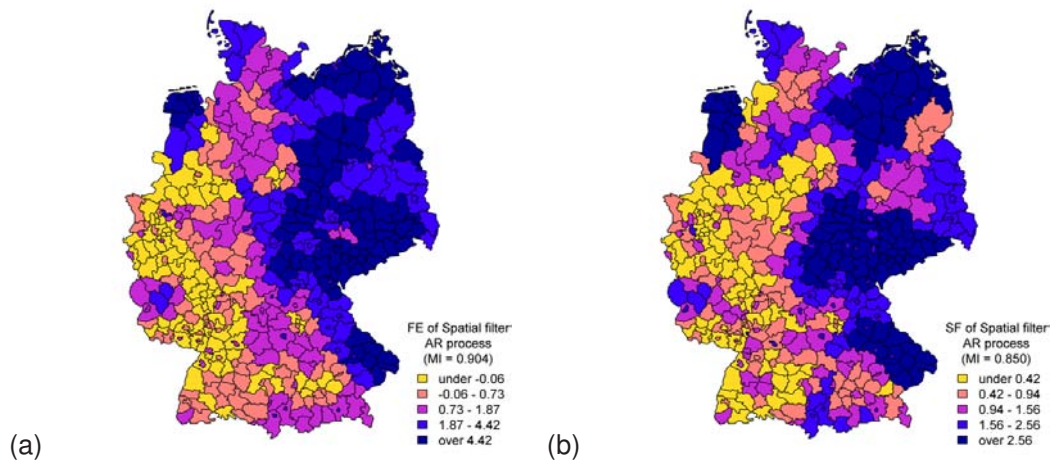 FE of Spatial filter
AR process
(MI = 0.904)
under -0.06
-0.06 - 0.73
0.73 - 1.87
1.87 - 4.42
over 4.42
(a)
SF of Spatial filter
AR process
(MI = 0.850)
under 0.42
0.42 - 0.94
0.94 - 1.56
1.56 - 2.56
over 2.56
(b)